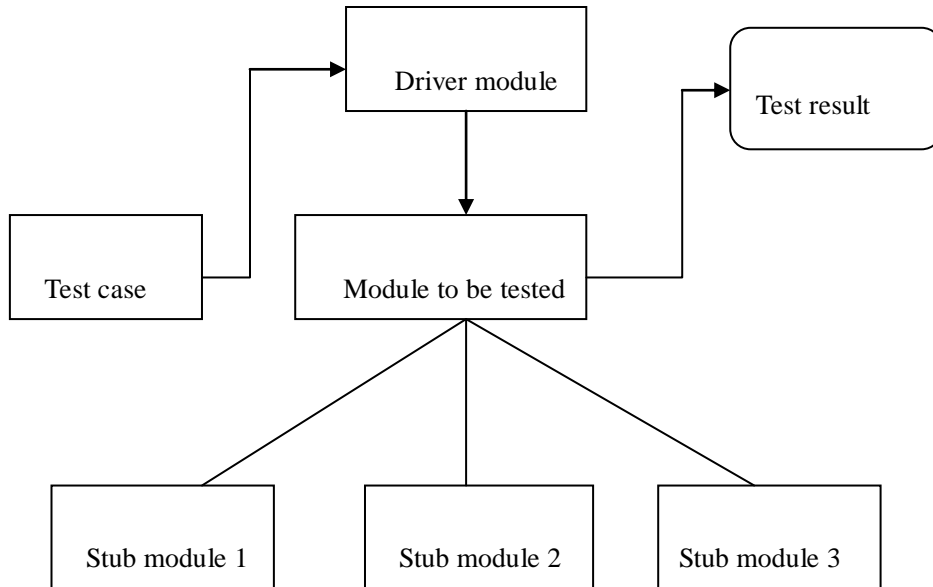 Driver module
Test result
Test case
Module to be tested
Stub module 1
Stub module 2
Stub module 3